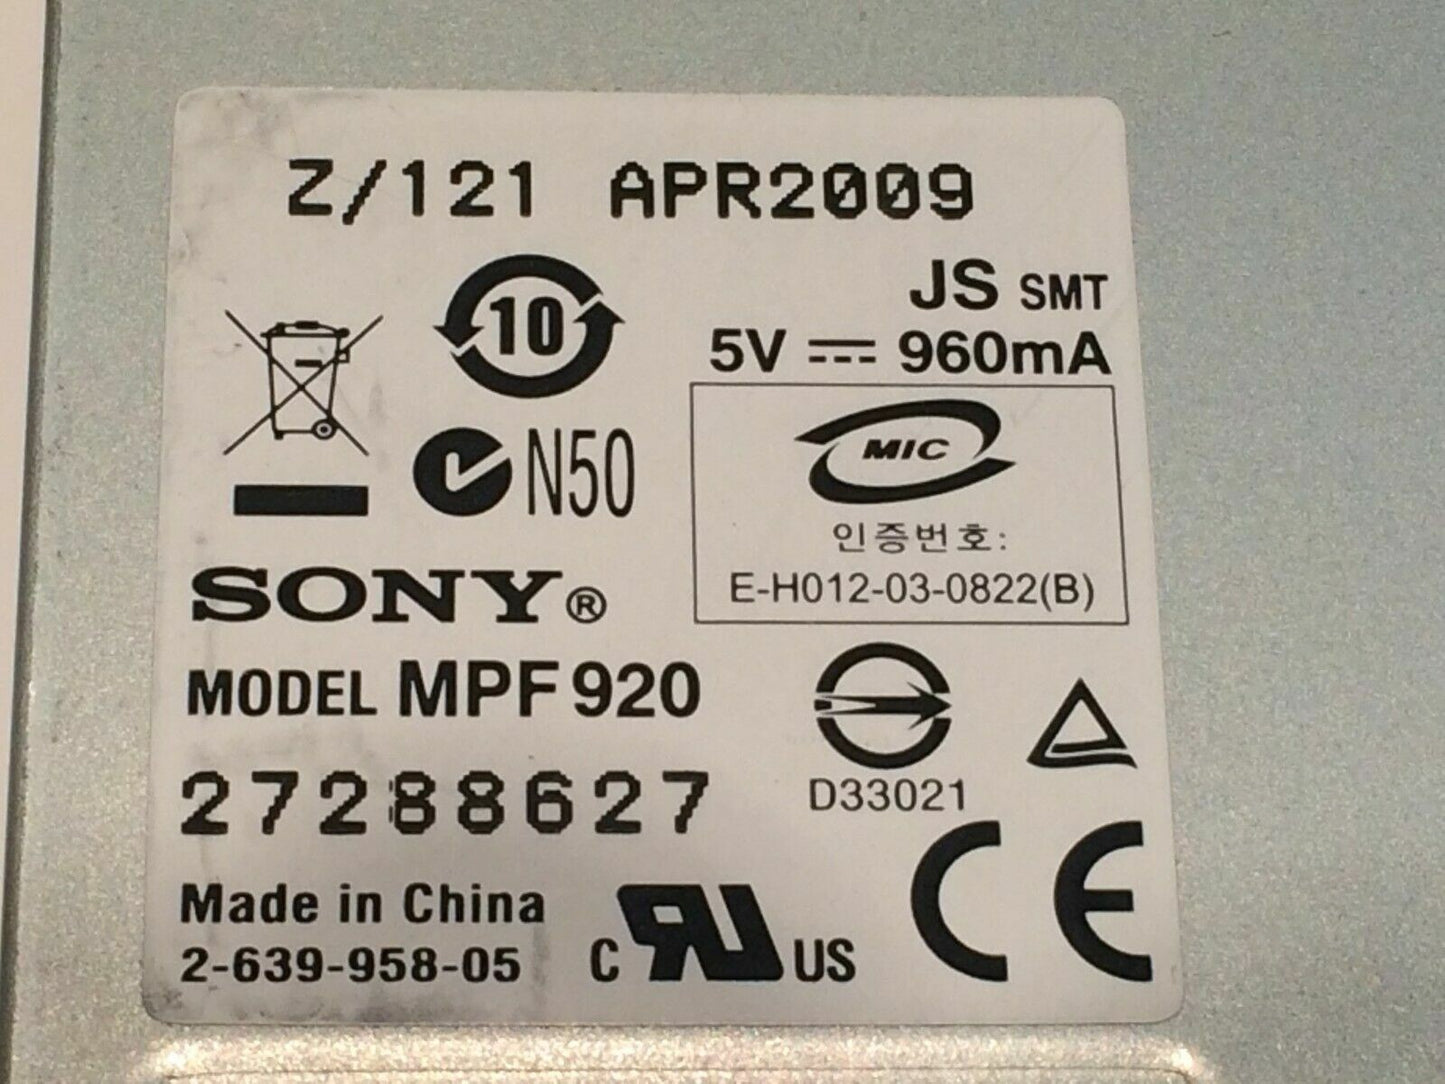 Z/121 APR2009
JS SMT
5V 960mA
10
N50
MIC
인증번호:
E-H012-03-0822(B)
SONY®
MODEL MPF920
D33021
27288627
Made in China
2-639-958-05
C RU US
CE